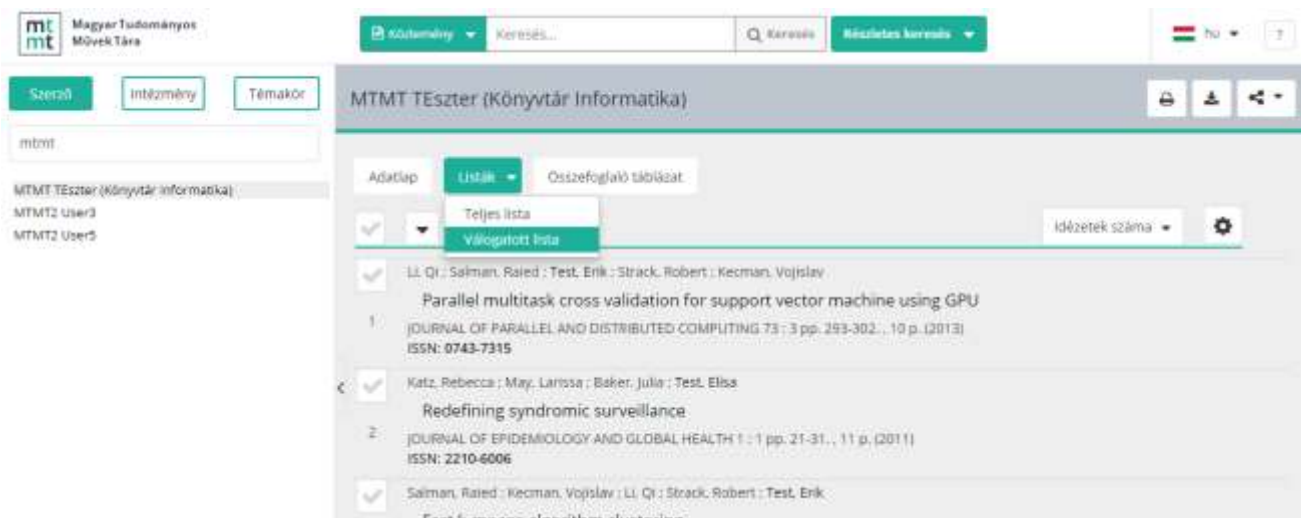 mt Magyar Tudományos
mt Művek Tára
Közlemény
Keresés...
Keresés
Részletes keresés
hu
?
Szerző
Intézmény
Témakör
mtmt
MTMT TEszter (Könyvtár Informatika)
MTMT2 User3
MTMT2 User5
MTMT TEszter (Könyvtár Informatika)
Adatlap
Listák
Összefoglaló táblázat
Teljes lista
Válogatott lista
Idézetek száma
Li, Qi ; Salman, Raied ; Test, Erik ; Strack, Robert ; Kecman, Vojislav
Parallel multitask cross validation for support vector machine using GPU
1
JOURNAL OF PARALLEL AND DISTRIBUTED COMPUTING 73 : 3 pp. 293-302. , 10 p. (2013)
ISSN: 0743-7315
Katz, Rebecca ; May, Larissa ; Baker, Julia ; Test, Elisa
Redefining syndromic surveillance
2
JOURNAL OF EPIDEMIOLOGY AND GLOBAL HEALTH 1 : 1 pp. 21-31. , 11 p. (2011)
ISSN: 2210-6006
Salman, Raied ; Kecman, Vojislav ; Li, Qi ; Strack, Robert ; Test, Erik